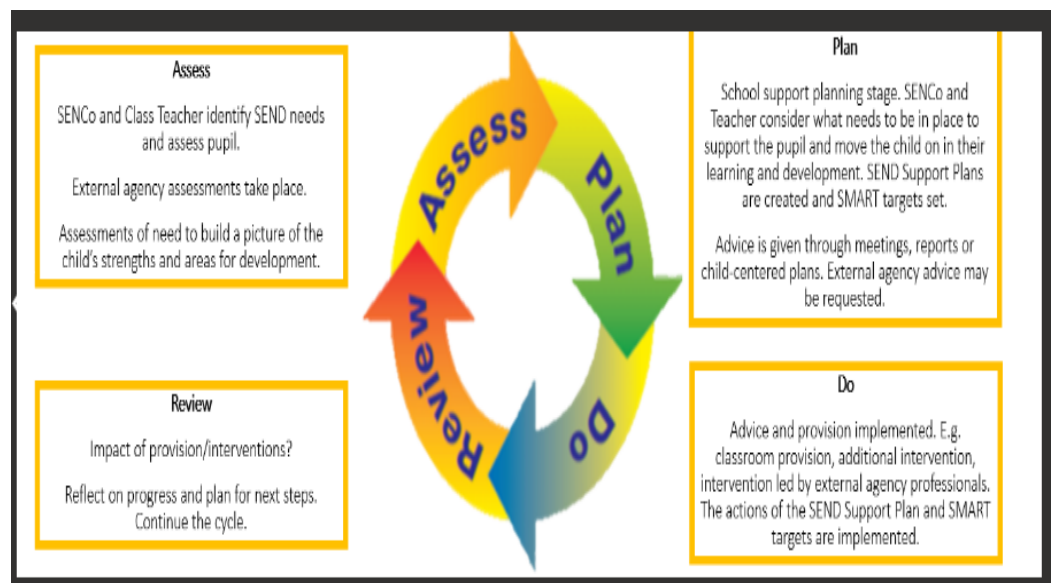 Assess
SENCo and Class Teacher identify SEND needs
and assess pupil.
External agency assessments take place.
Assessments of need to build a picture of the
child's strengths and areas for development.
Plan
School support planning stage. SENCo and
Teacher consider what needs to be in place to
support the pupil and move the child on in their
learning and development. SEND Support Plans
are created and SMART targets set.
Advice is given through meetings, reports or
child-centered plans. External agency advice may
be requested.
Assess
Plan
Do
Review
Review
Impact of provision/interventions?
Reflect on progress and plan for next steps.
Continue the cycle.
Do
Advice and provision implemented. E.g.
classroom provision, additional intervention,
intervention led by external agency professionals.
The actions of the SEND Support Plan and SMART
targets are implemented.